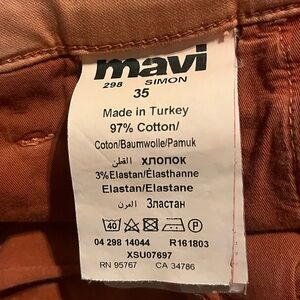 mavi
298 SIMON
35
Made in Turkey
97% Cotton/
Coton/Baumwolle/Pamuk
القطن хлопок
3%Elastan/Élasthanne
Elastan/Elastane
Эластан
40 P
04 298 14044 R161803
XSU07697
RN 95767 CA 34786